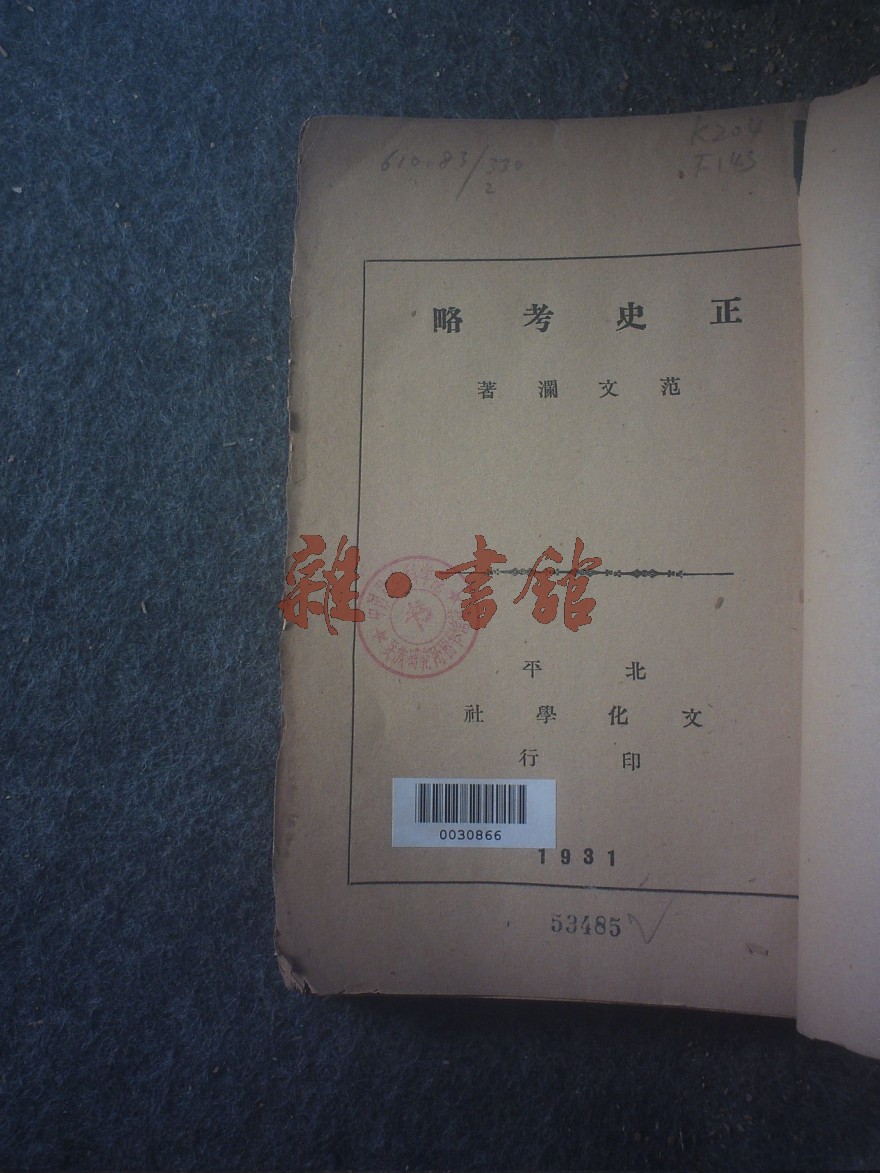 610.83/330
2
K204
F143
正史考略
范文瀾著
雜·書館
北平
文化學社
印行
0030866
1931
53485